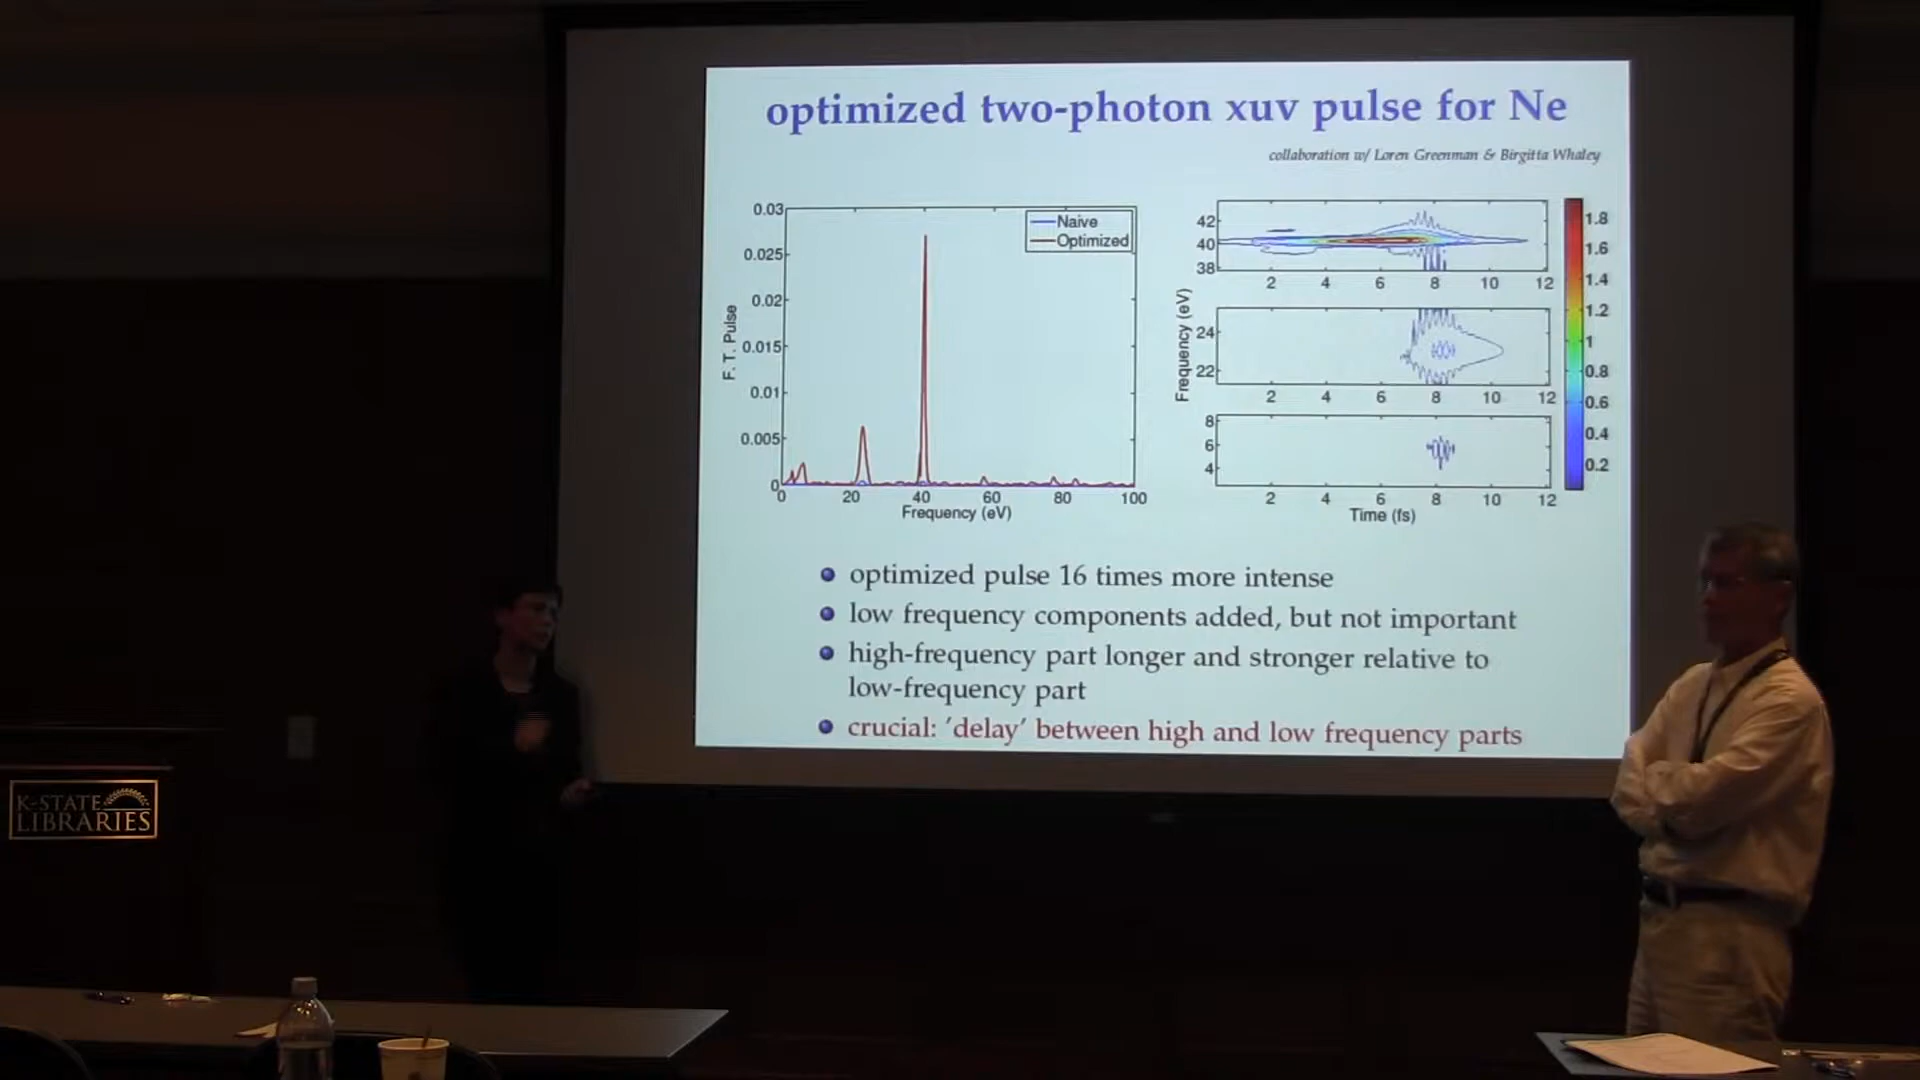 optimized two-photon xuv pulse for Ne
collaboration w/ Loren Greenman & Birgitta Whaley
0.03
0.025
0.02
0.015
0.01
0.005
0
F. T. Pulse
Naive
Optimized
0 20 40 60 80 100
Frequency (eV)
42
40
38
2 4 6 8 10 12
Frequency (eV)
24
22
2 4 6 8 10 12
8
6
4
2 4 6 8 10 12
Time (fs)
1.8
1.6
1.4
1.2
1
0.8
0.6
0.4
0.2
optimized pulse 16 times more intense
low frequency components added, but not important
high-frequency part longer and stronger relative to
low-frequency part
crucial: 'delay' between high and low frequency parts
K-STATE
LIBRARIES